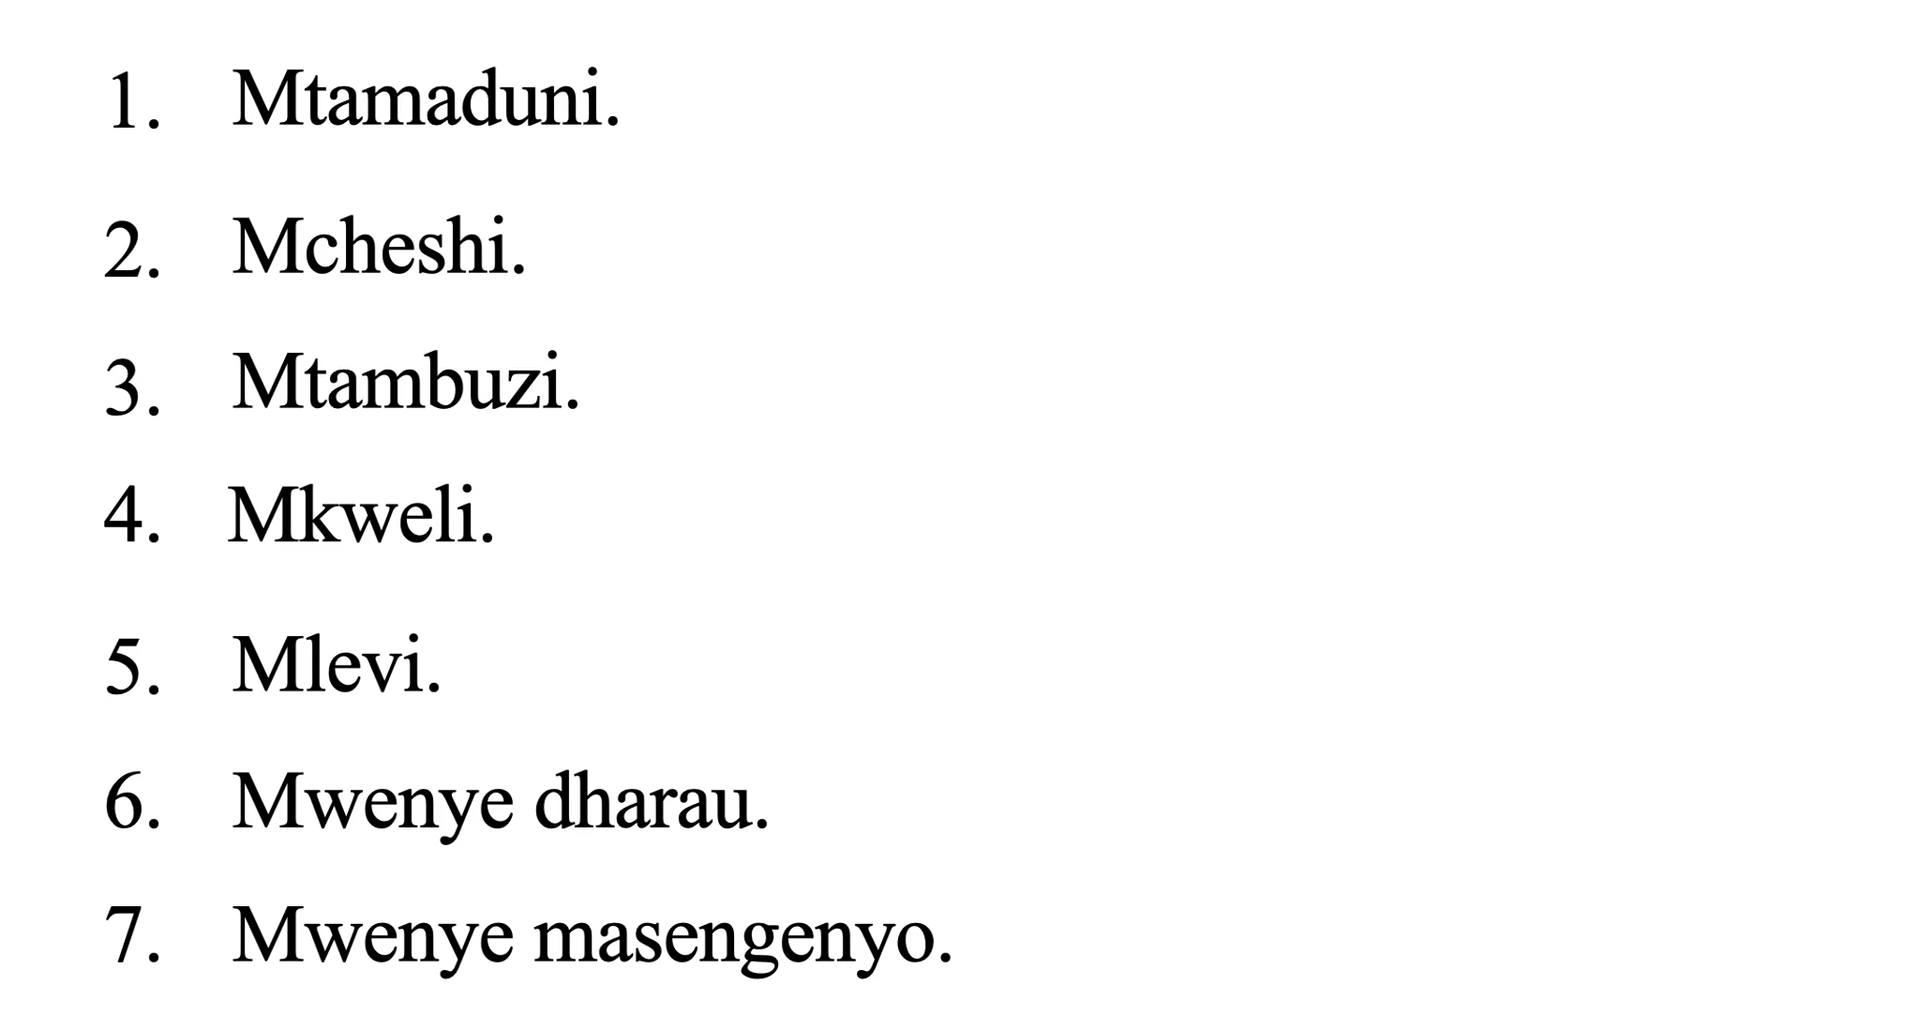 1. Mtamaduni.
2. Mcheshi.
3. Mtambuzi.
4. Mkweli.
5. Mlevi.
6. Mwenye dharau.
7. Mwenye masengenyo.